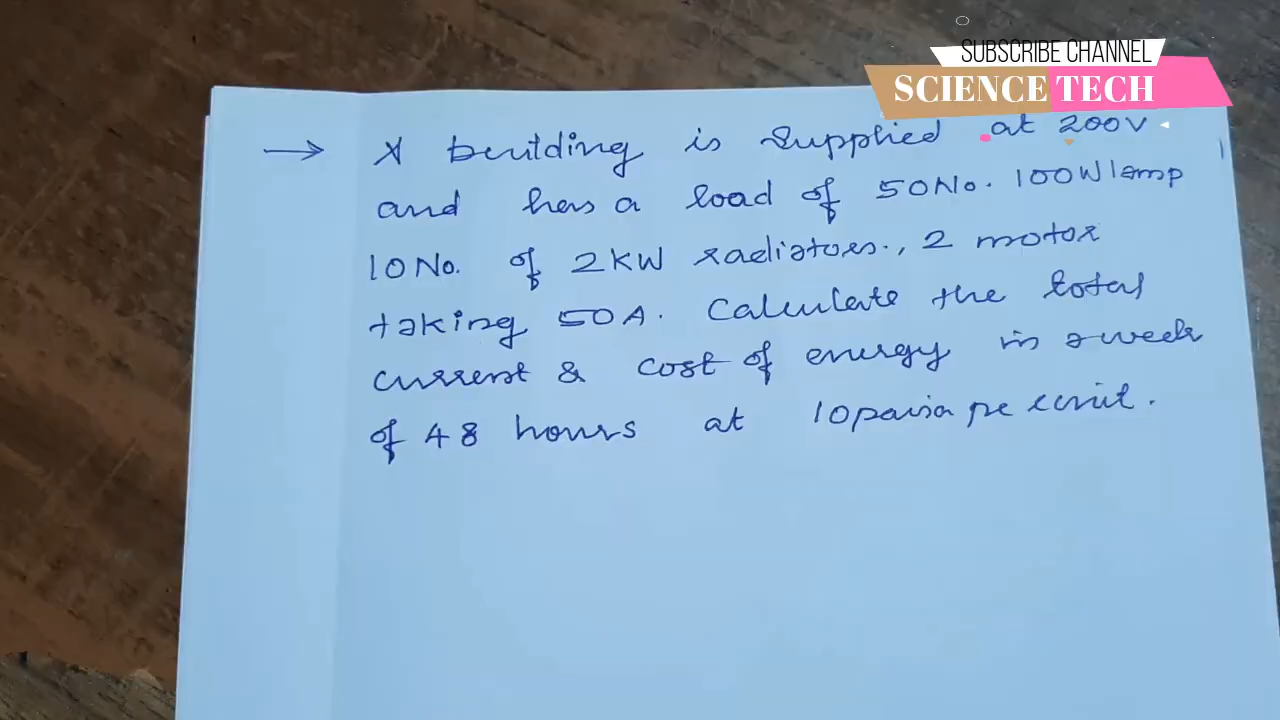 SUBSCRIBE CHANNEL
SCIENCE TECH
→ A building is supplied at 200V
and has a load of 50No. 100W lamp
10No. of 2KW radiators., 2 motor
taking 50A. Calculate the total
current & cost of energy in a week
of 48 hours at 10paisa pe unit.